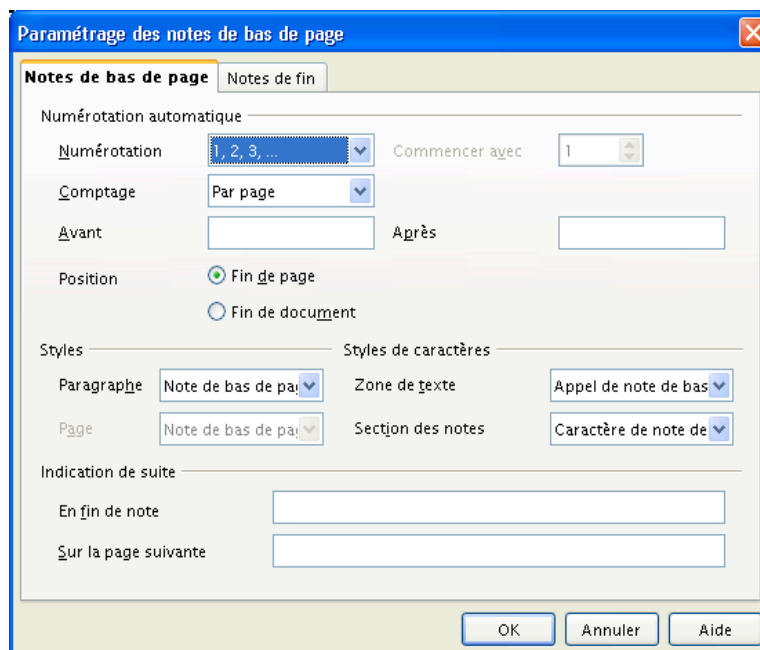 Paramétrage des notes de bas de page
Notes de bas de page Notes de fin
Numérotation automatique
Numérotation 1, 2, 3, ... Commencer avec 1
Comptage Par page
Avant Après
Position Fin de page
Fin de document
Styles Styles de caractères
Paragraphe Note de bas de pa Zone de texte Appel de note de bas
Page Note de bas de pa Section des notes Caractère de note de
Indication de suite
En fin de note
Sur la page suivante
OK Annuler Aide